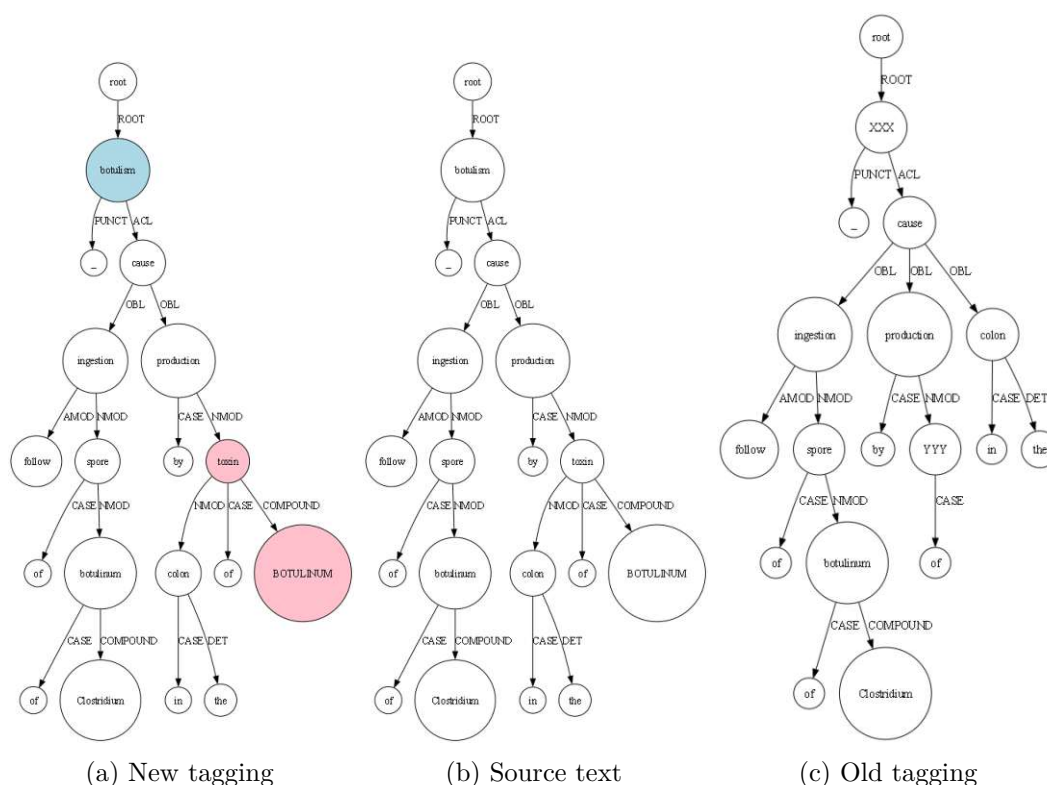 root
root
root
ROOT
ROOT
ROOT
botulism
botulism
XXX
PUNCT ACL
PUNCT ACL
PUNCT ACL
_
cause
_
cause
_
cause
OBL OBL
OBL OBL
OBL OBL OBL
ingestion production
ingestion production
ingestion production colon
AMOD NMOD CASE NMOD
AMOD NMOD CASE NMOD
AMOD NMOD CASE NMOD CASE DET
follow spore by toxin
follow spore by toxin
follow spore by YYY in the
CASE NMOD NMOD CASE COMPOUND
CASE NMOD NMOD CASE COMPOUND
CASE NMOD CASE
of botulinum colon of BOTULINUM
of botulinum colon of BOTULINUM
of botulinum of
CASE COMPOUND CASE DET
CASE COMPOUND CASE DET
CASE COMPOUND
of Clostridium in the
of Clostridium in the
of Clostridium
(a) New tagging
(b) Source text
(c) Old tagging